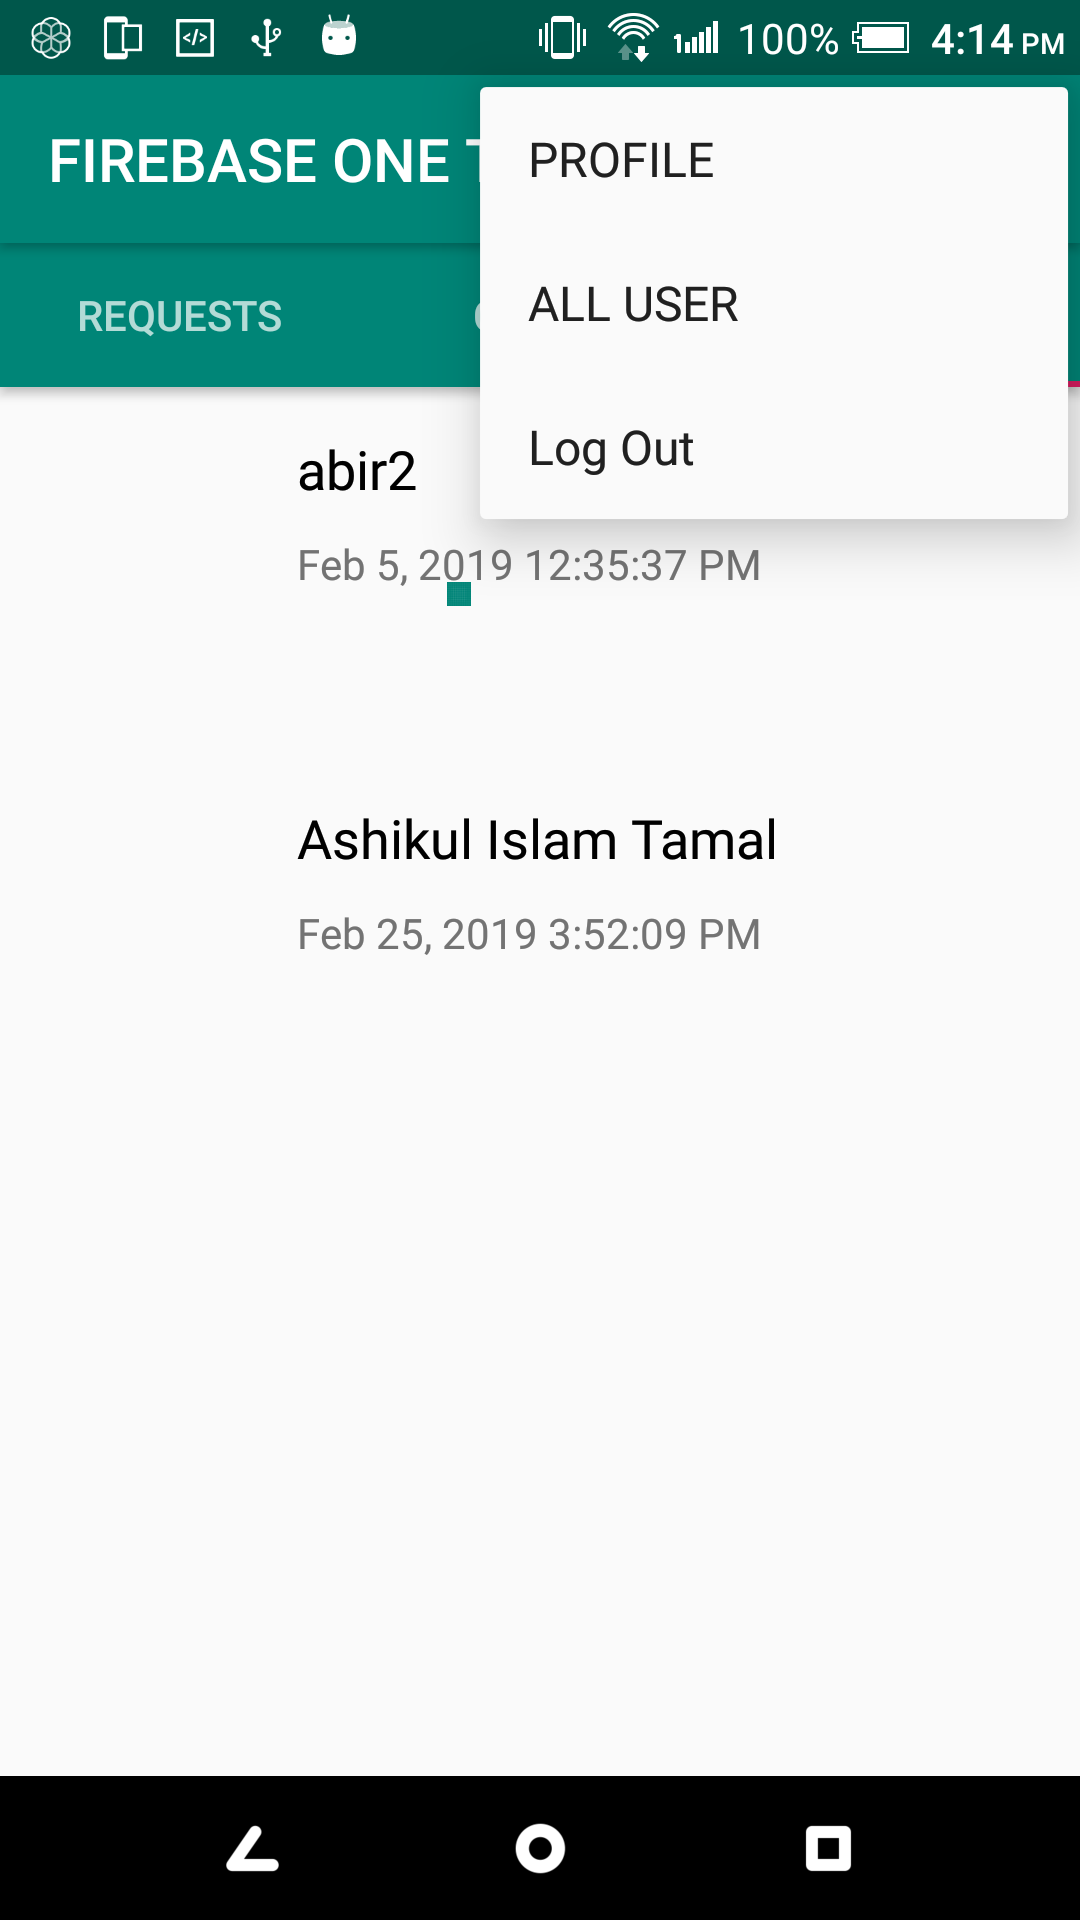 100% 4:14 PM
FIREBASE ONE
PROFILE
ALL USER
Log Out
REQUESTS
abir2
Feb 5, 2019 12:35:37 PM
Ashikul Islam Tamal
Feb 25, 2019 3:52:09 PM